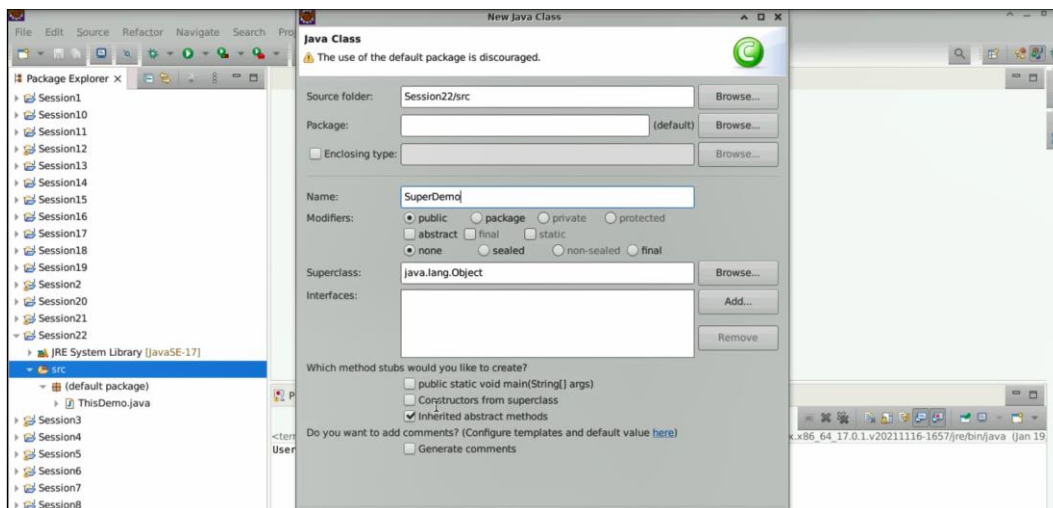 New Java Class
File Edit Source Refactor Navigate Search Pro
Java Class
The use of the default package is discouraged.
Package Explorer
Session1
Session10
Session11
Session12
Session13
Session14
Session15
Session16
Session17
Session18
Session19
Session2
Session20
Session21
Session22
JRE System Library [JavaSE-17]
src
(default package)
ThisDemo.java
Session3
Session4
Session5
Session6
Session7
Session8
Source folder: Session22/src Browse...
Package: (default) Browse...
Enclosing type: Browse...
Name: SuperDemo
Modifiers: public package private protected
abstract final static
none sealed non-sealed final
Superclass: java.lang.Object Browse...
Interfaces: Add...
Remove
Which method stubs would you like to create?
public static void main(String[] args)
Constructors from superclass
Inherited abstract methods
Do you want to add comments? (Configure templates and default value here)
Generate comments
P
<ter
User
x.x86_64_17.0.1.v20211116-1657/jre/bin/java (Jan 19,